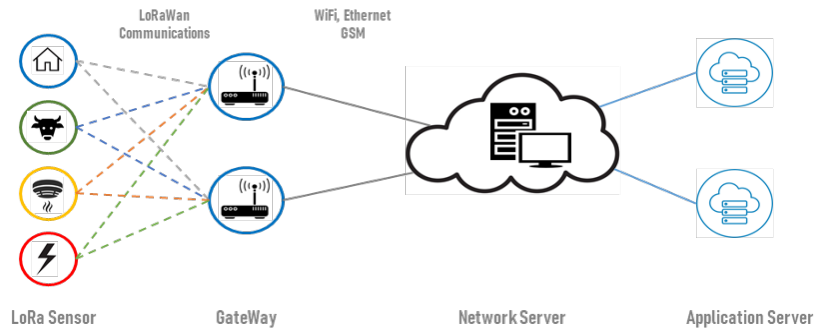 LoRaWan
Communications
WiFi, Ethernet
GSM
LoRa Sensor
GateWay
Network Server
Application Server